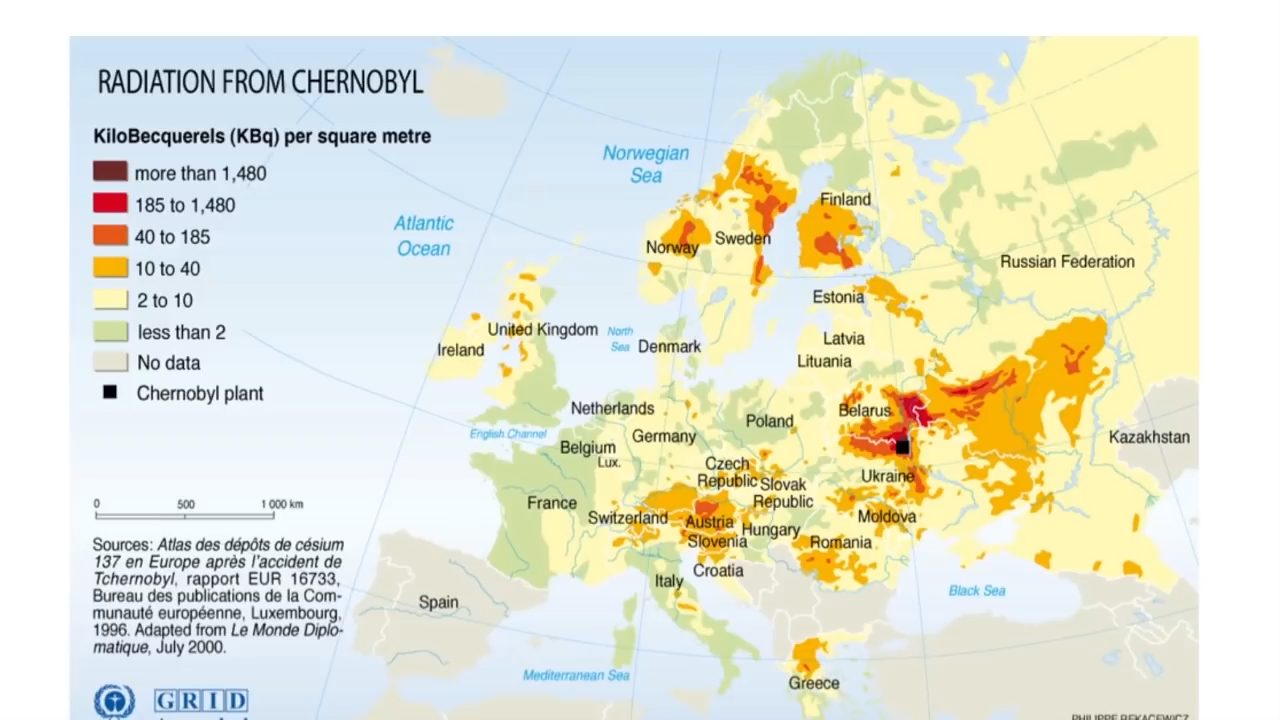 RADIATION FROM CHERNOBYL
KiloBecquerels (KBq) per square metre
more than 1,480
185 to 1,480
40 to 185
10 to 40
2 to 10
less than 2
No data
Chernobyl plant
Norwegian
Sea
Atlantic
Ocean
Finland
Sweden
Norway
Russian Federation
Estonia
United Kingdom
North
Sea
Denmark
Ireland
Latvia
Lituania
Netherlands
Belarus
Poland
English Channel
Germany
Kazakhstan
Belgium
Lux.
Czech
Republic
Slovak
Republic
Ukraine
France
Switzerland
Austria
Hungary
Moldova
Slovenia
Romania
Croatia
Italy
Spain
Black Sea
Mediterranean Sea
Greece
0 500 1 000 km
Sources: Atlas des dépôts de césium
137 en Europe après l'accident de
Tchernobyl, rapport EUR 16733,
Bureau des publications de la Com-
munauté européenne, Luxembourg,
1996. Adapted from Le Monde Diplo-
matique, July 2000.
GRID